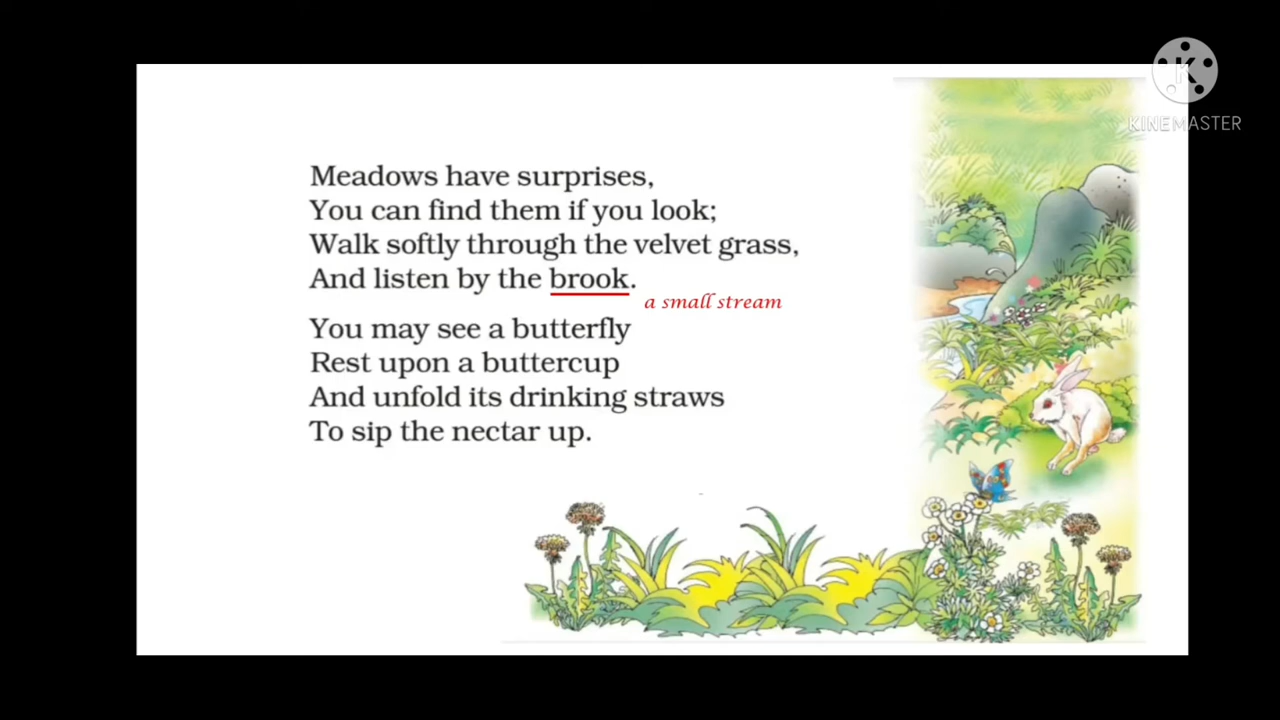 KINEMASTER
Meadows have surprises,
You can find them if you look;
Walk softly through the velvet grass,
And listen by the brook.
a small stream
You may see a butterfly
Rest upon a buttercup
And unfold its drinking straws
To sip the nectar up.